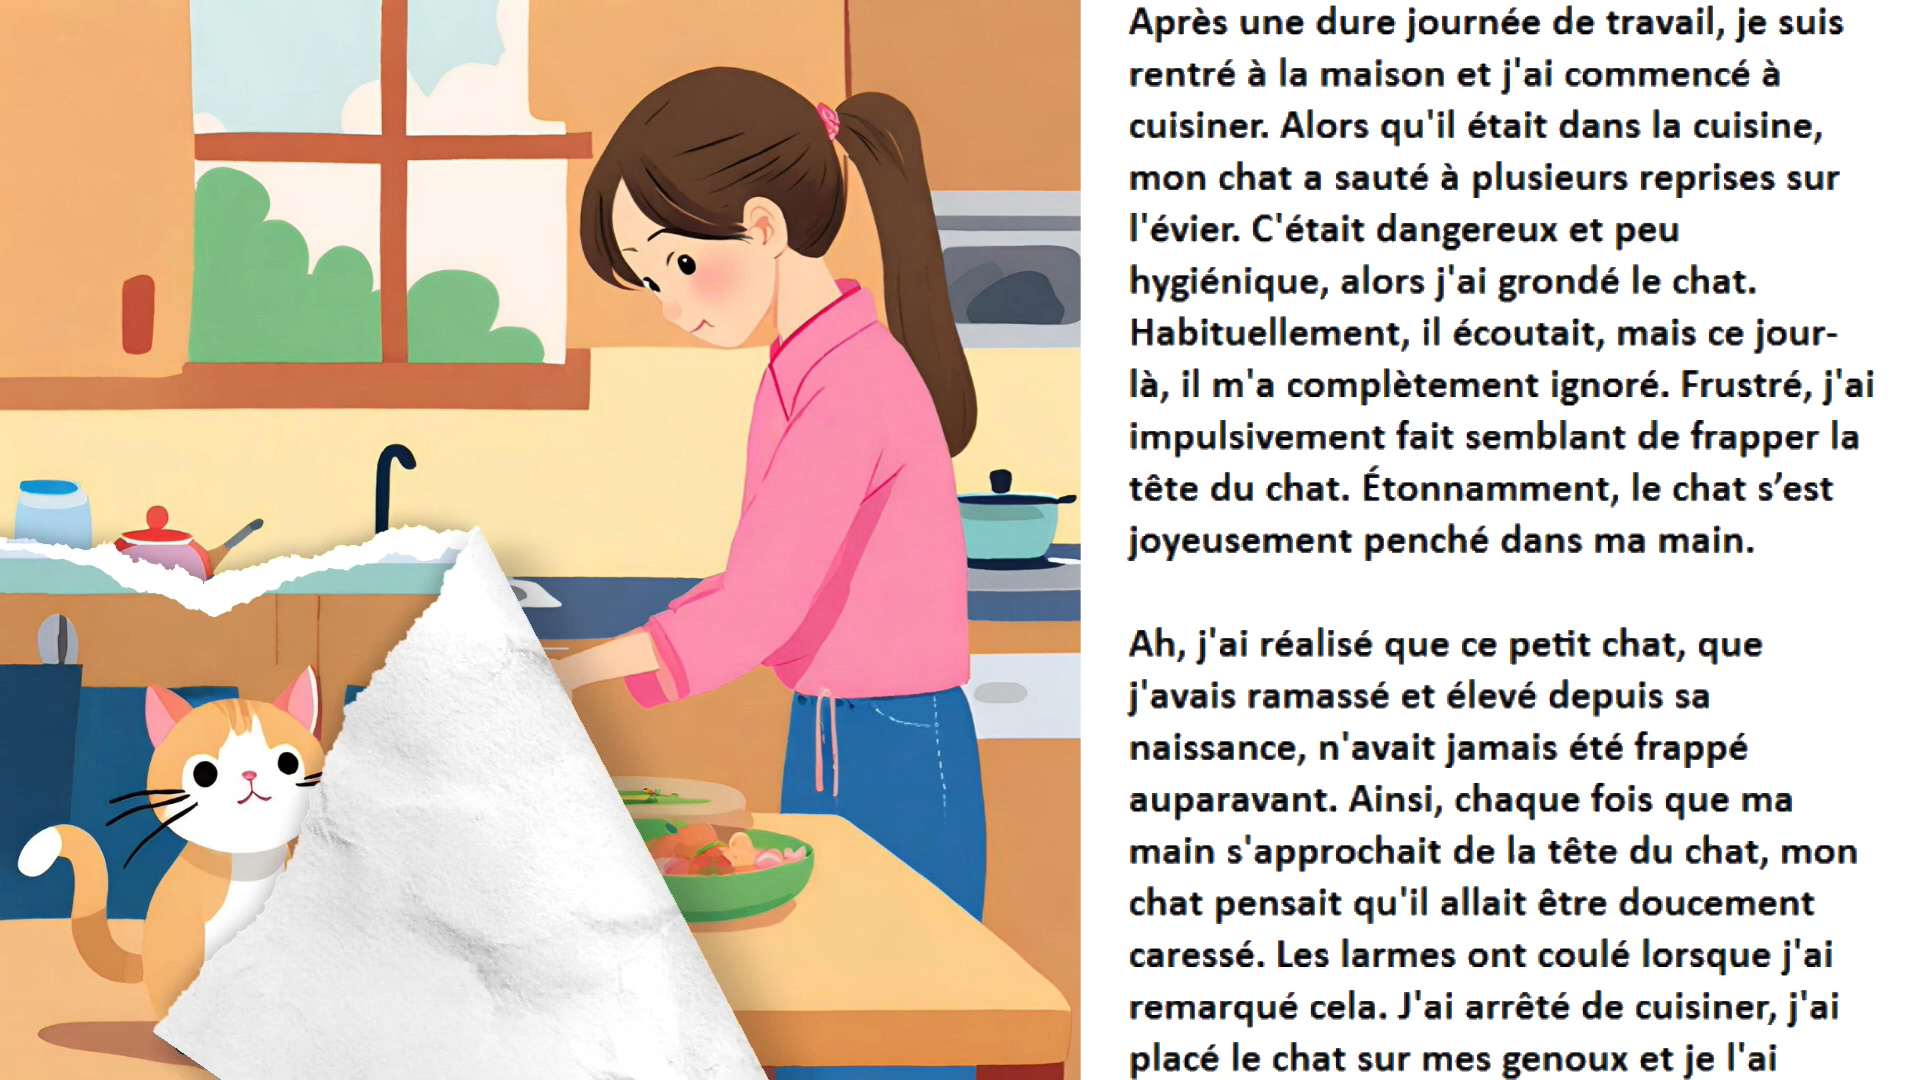 Après une dure journée de travail, je suis
rentré à la maison et j'ai commencé à
cuisiner. Alors qu'il était dans la cuisine,
mon chat a sauté à plusieurs reprises sur
l'évier. C'était dangereux et peu
hygiénique, alors j'ai grondé le chat.
Habituellement, il écoutait, mais ce jour-
là, il m'a complètement ignoré. Frustré, j'ai
impulsivement fait semblant de frapper la
tête du chat. Étonnamment, le chat s’est
joyeusement penché dans ma main.
Ah, j'ai réalisé que ce petit chat, que
j'avais ramassé et élevé depuis sa
naissance, n'avait jamais été frappé
auparavant. Ainsi, chaque fois que ma
main s'approchait de la tête du chat, mon
chat pensait qu'il allait être doucement
caressé. Les larmes ont coulé lorsque j'ai
remarqué cela. J'ai arrêté de cuisiner, j'ai
placé le chat sur mes genoux et je l'ai